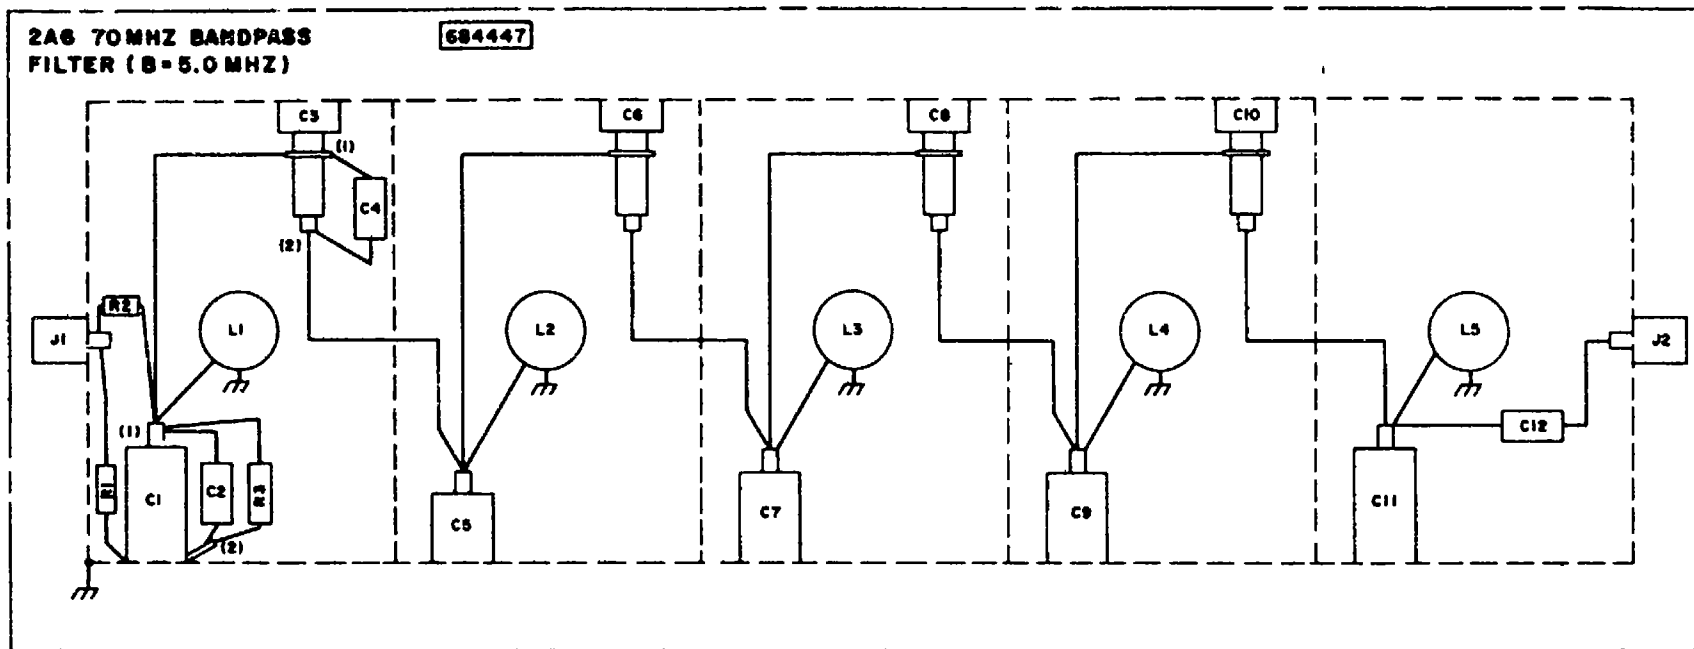 2A6 70MHZ BANDPASS
FILTER (B=5.0MHZ)
684447
C3
C6
C8
C10
(1)
C4
(2)
R2
J1
L1
L2
L3
L4
L5
J2
(1)
C12
R1
C1
C2
R3
C5
C7
C9
C11
(2)